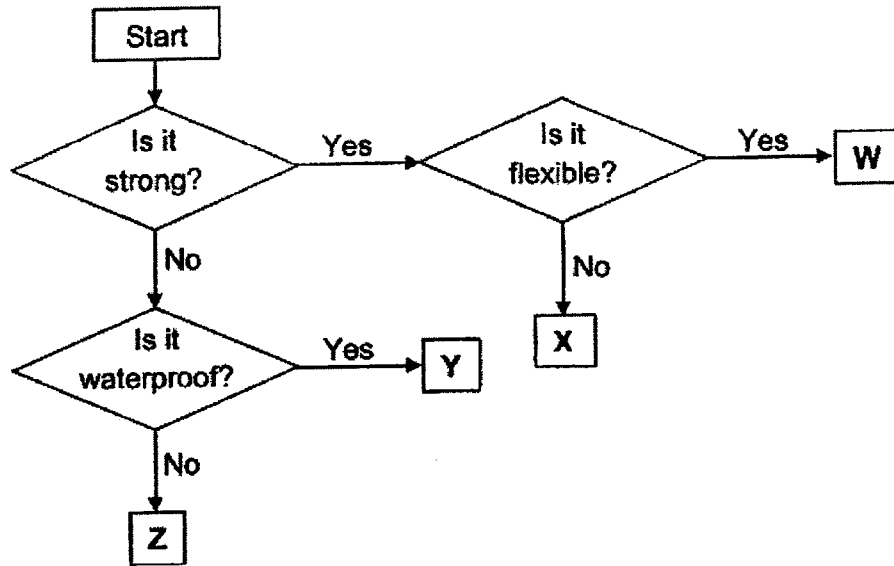 Start
Is it
strong?
Yes
Is it
flexible?
Yes
W
No
No
X
Is it
waterproof?
Yes
Y
No
Z